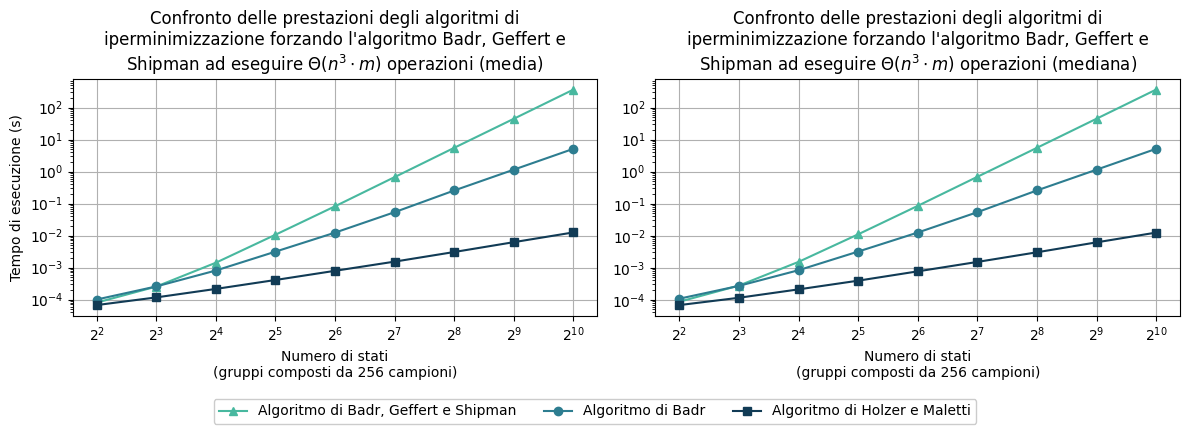 Confronto delle prestazioni degli algoritmi di
iperminimizzazione forzando l'algoritmo Badr, Geffert e
Shipman ad eseguire Θ(n³ · m) operazioni (media)
10²
10¹
10⁰
10⁻¹
10⁻²
10⁻³
10⁻⁴
Tempo di esecuzione (s)
2² 2³ 2⁴ 2⁵ 2⁶ 2⁷ 2⁸ 2⁹ 2¹⁰
Numero di stati
(gruppi composti da 256 campioni)
Confronto delle prestazioni degli algoritmi di
iperminimizzazione forzando l'algoritmo Badr, Geffert e
Shipman ad eseguire Θ(n³ · m) operazioni (mediana)
10²
10¹
10⁰
10⁻¹
10⁻²
10⁻³
10⁻⁴
2² 2³ 2⁴ 2⁵ 2⁶ 2⁷ 2⁸ 2⁹ 2¹⁰
Numero di stati
(gruppi composti da 256 campioni)
Algoritmo di Badr, Geffert e Shipman Algoritmo di Badr Algoritmo di Holzer e Maletti